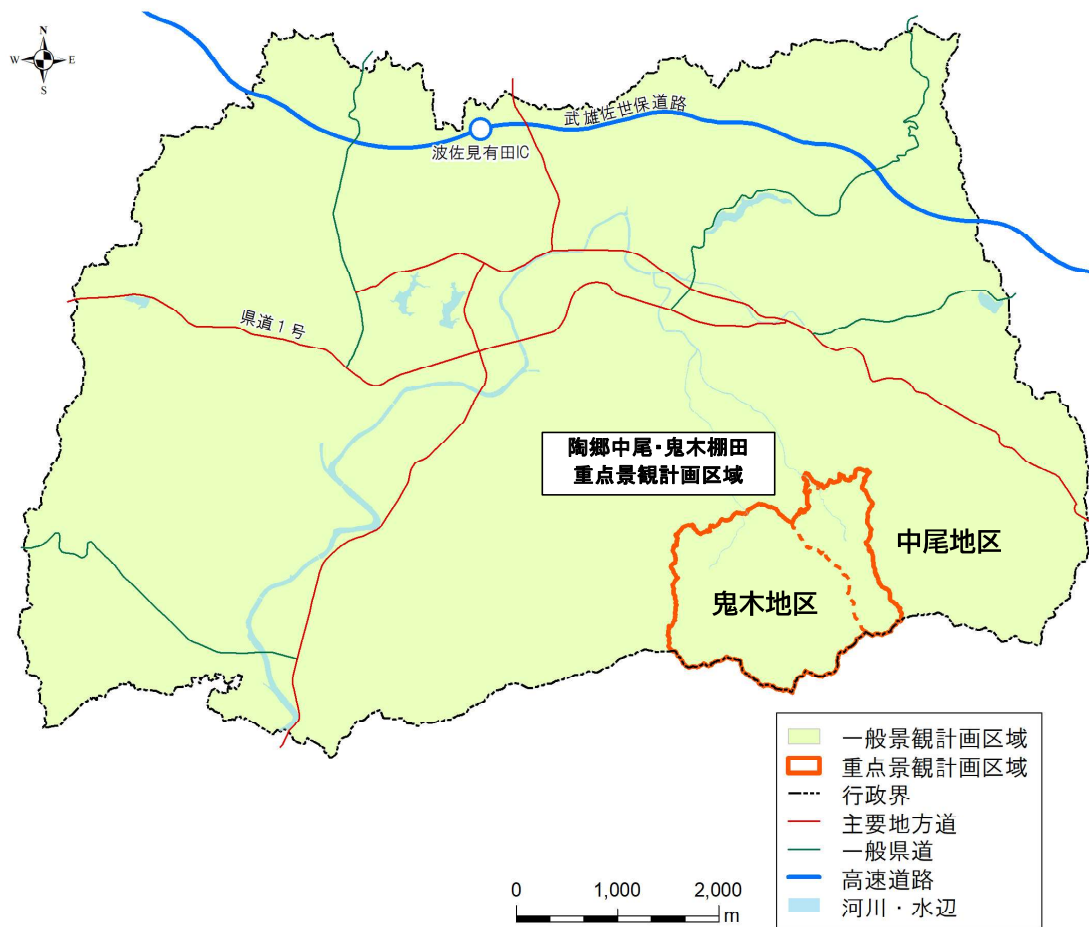 N
W E
S
武雄佐世保道路
波佐見有田IC
県道1号
陶郷中尾・鬼木棚田
重点景観計画区域
中尾地区
鬼木地区
一般景観計画区域
重点景観計画区域
行政界
主要地方道
一般県道
高速道路
河川・水辺
0 1,000 2,000
m